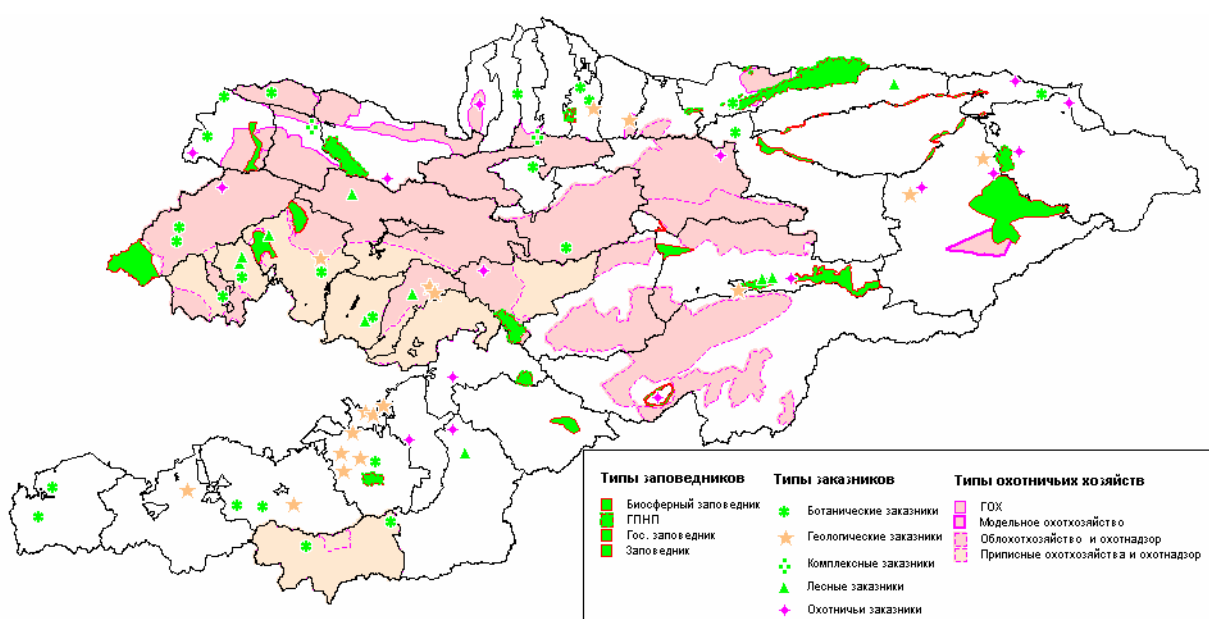 Типы заповедников
Биосферный заповедник
ГПНП
Гос. заповедник
Заповедник
Типы заказников
Ботанические заказники
Геологические заказники
Комплексные заказники
Лесные заказники
Охотничьи заказники
Типы охотничьих хозяйств
ГОХ
Модельное охотхозяйство
Облохотхозяйство и охотнадзор
Приписные охотхозяйства и охотнадзор